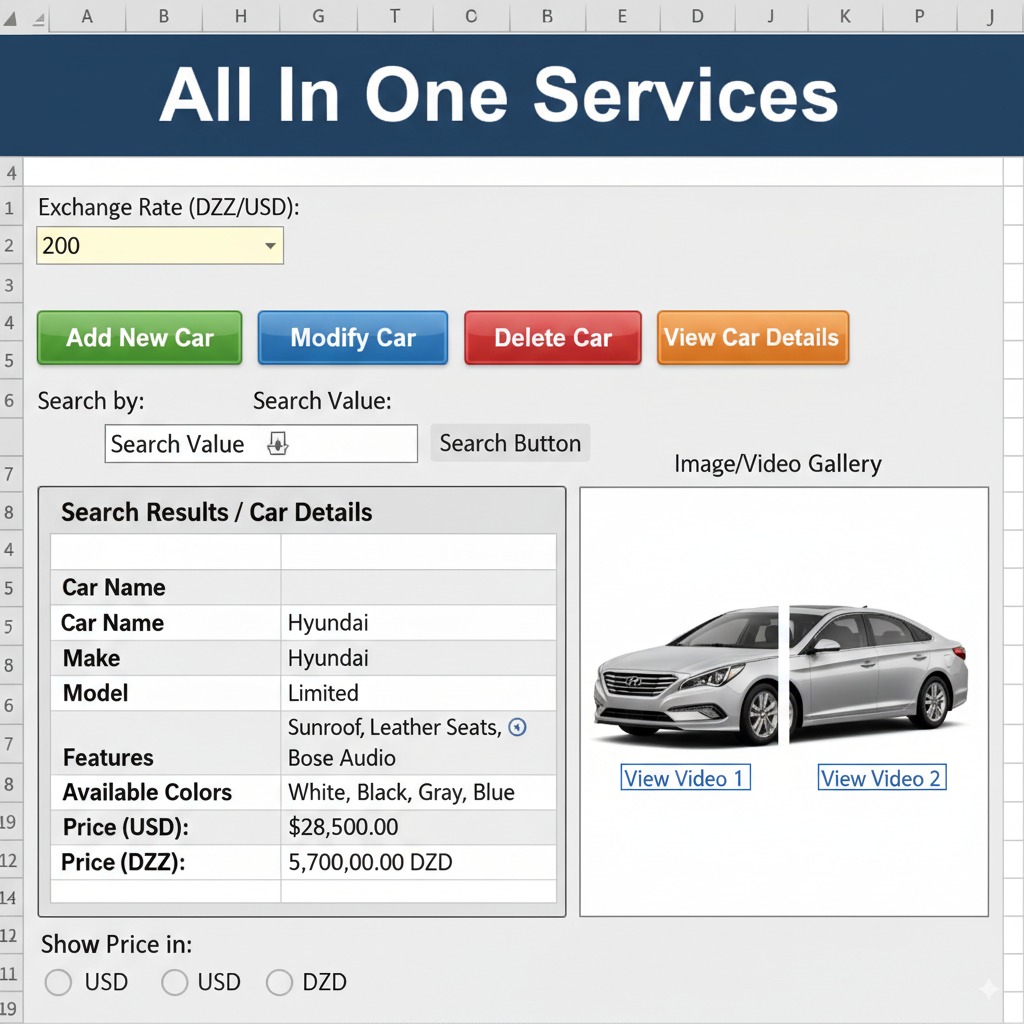 A B H G T C B E D J K P J
All In One Services
4
1 Exchange Rate (DZZ/USD):
2 200
3
4 Add New Car Modify Car Delete Car View Car Details
5
6 Search by: Search Value:
Search Value Search Button
Image/Video Gallery
7
8 Search Results / Car Details
4
5 Car Name
5 Car Name Hyundai
8 Make Hyundai
6 Model Limited
Sunroof, Leather Seats,
7 Features Bose Audio
8 Available Colors White, Black, Gray, Blue
View Video 1 View Video 2
19 Price (USD): $28,500.00
12 Price (DZZ): 5,700,00.00 DZD
14
12 Show Price in:
11 USD USD DZD
19